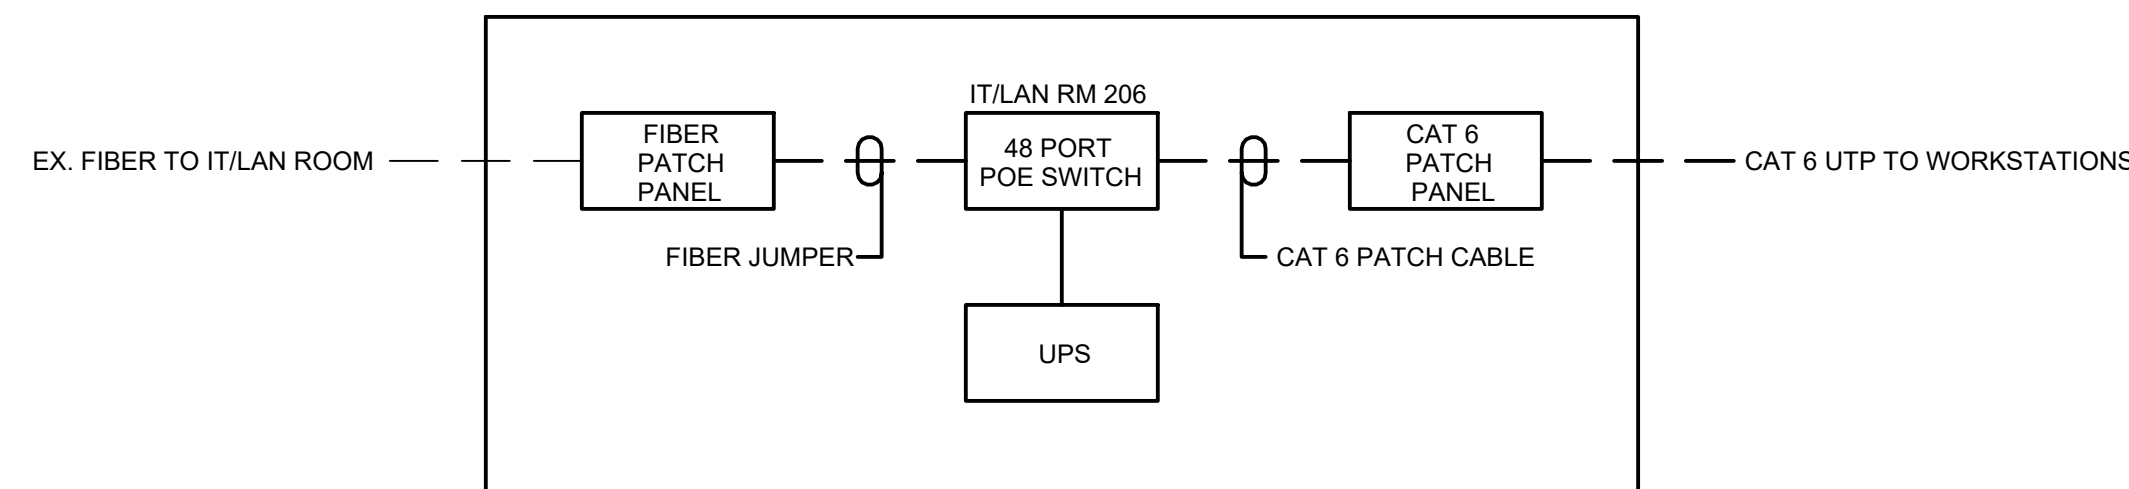 IT/LAN RM 206
EX. FIBER TO IT/LAN ROOM
FIBER
PATCH
PANEL
48 PORT
POE SWITCH
CAT 6
PATCH
PANEL
CAT 6 UTP TO WORKSTATIONS
FIBER JUMPER
CAT 6 PATCH CABLE
UPS